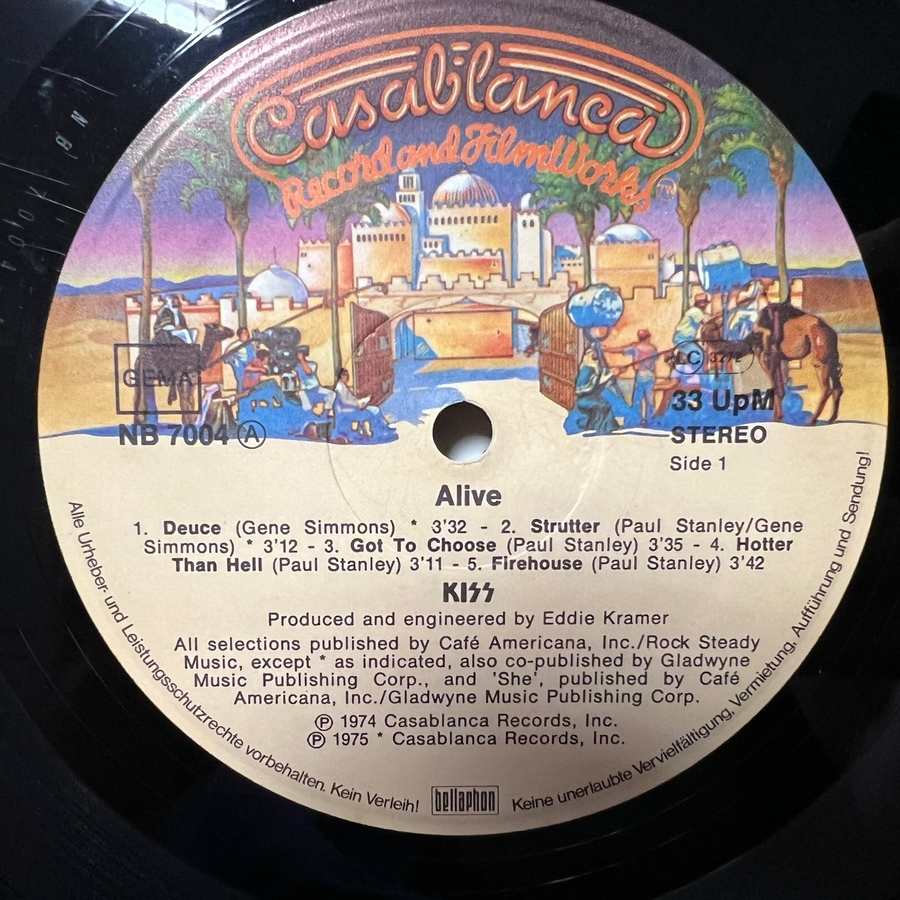 Casablanca
Record and FilmWorks
GEMA
LC
NB 7004 A
33 UpM
STEREO
Side 1
Alive
1. Deuce (Gene Simmons) * 3'32 - 2. Strutter (Paul Stanley/Gene
Simmons) * 3'12 - 3. Got To Choose (Paul Stanley) 3'35 - 4. Hotter
Than Hell (Paul Stanley) 3'11 - 5. Firehouse (Paul Stanley) 3'42
KISS
Produced and engineered by Eddie Kramer
All selections published by Café Americana, Inc./Rock Steady
Music, except * as indicated, also co-published by Gladwyne
Music Publishing Corp., and 'She', published by Café
Americana, Inc./Gladwyne Music Publishing Corp.
Ⓟ 1974 Casablanca Records, Inc.
Ⓟ 1975 * Casablanca Records, Inc.
Alle Urheber- und Leistungsschutzrechte vorbehalten. Kein Verleih!
bellaphon
Keine unerlaubte Vervielfältigung, Vermietung, Aufführung und Sendung!